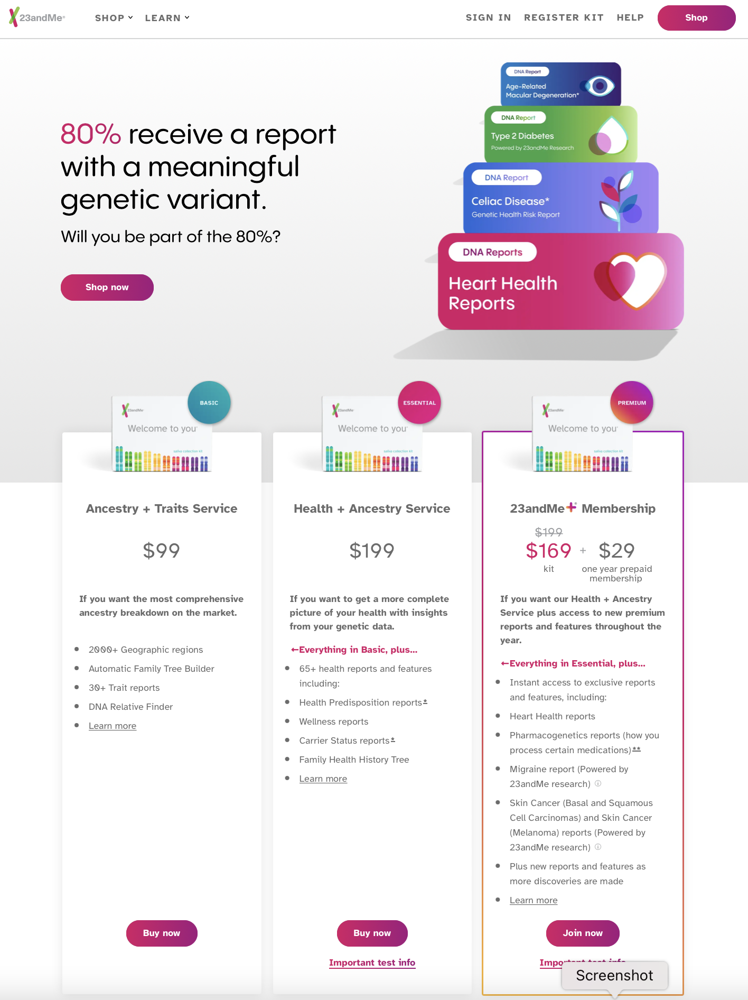 23andMe®
SHOP
LEARN
SIGN IN
REGISTER KIT
HELP
Shop
80% receive a report
with a meaningful
genetic variant.
Will you be part of the 80%?
Shop now
DNA Report
Age-Related
Macular Degeneration*
DNA Report
Type 2 Diabetes
Powered by 23andMe Research
DNA Report
Celiac Disease*
Genetic Health Risk Report
DNA Reports
Heart Health
Reports
BASIC
23andMe
Welcome to you
saliva collection kit
Ancestry + Traits Service
$99
If you want the most comprehensive
ancestry breakdown on the market.
2000+ Geographic regions
Automatic Family Tree Builder
30+ Trait reports
DNA Relative Finder
Learn more
Buy now
ESSENTIAL
23andMe
Welcome to you
saliva collection kit
Health + Ancestry Service
$199
If you want to get a more complete
picture of your health with insights
from your genetic data.
←Everything in Basic, plus...
65+ health reports and features
including:
Health Predisposition reports*
Wellness reports
Carrier Status reports*
Family Health History Tree
Learn more
Buy now
Important test info
PREMIUM
23andMe
Welcome to you
saliva collection kit
23andMe+® Membership
$199
$169 + $29
kit
one year prepaid
membership
If you want our Health + Ancestry
Service plus access to new premium
reports and features throughout the
year.
←Everything in Essential, plus...
Instant access to exclusive reports
and features, including:
Heart Health reports
Pharmacogenetics reports (how you
process certain medications)**
Migraine report (Powered by
23andMe research) ⓘ
Skin Cancer (Basal and Squamous
Cell Carcinomas) and Skin Cancer
(Melanoma) reports (Powered by
23andMe research) ⓘ
Plus new reports and features as
more discoveries are made
Learn more
Join now
Important test info
Screenshot